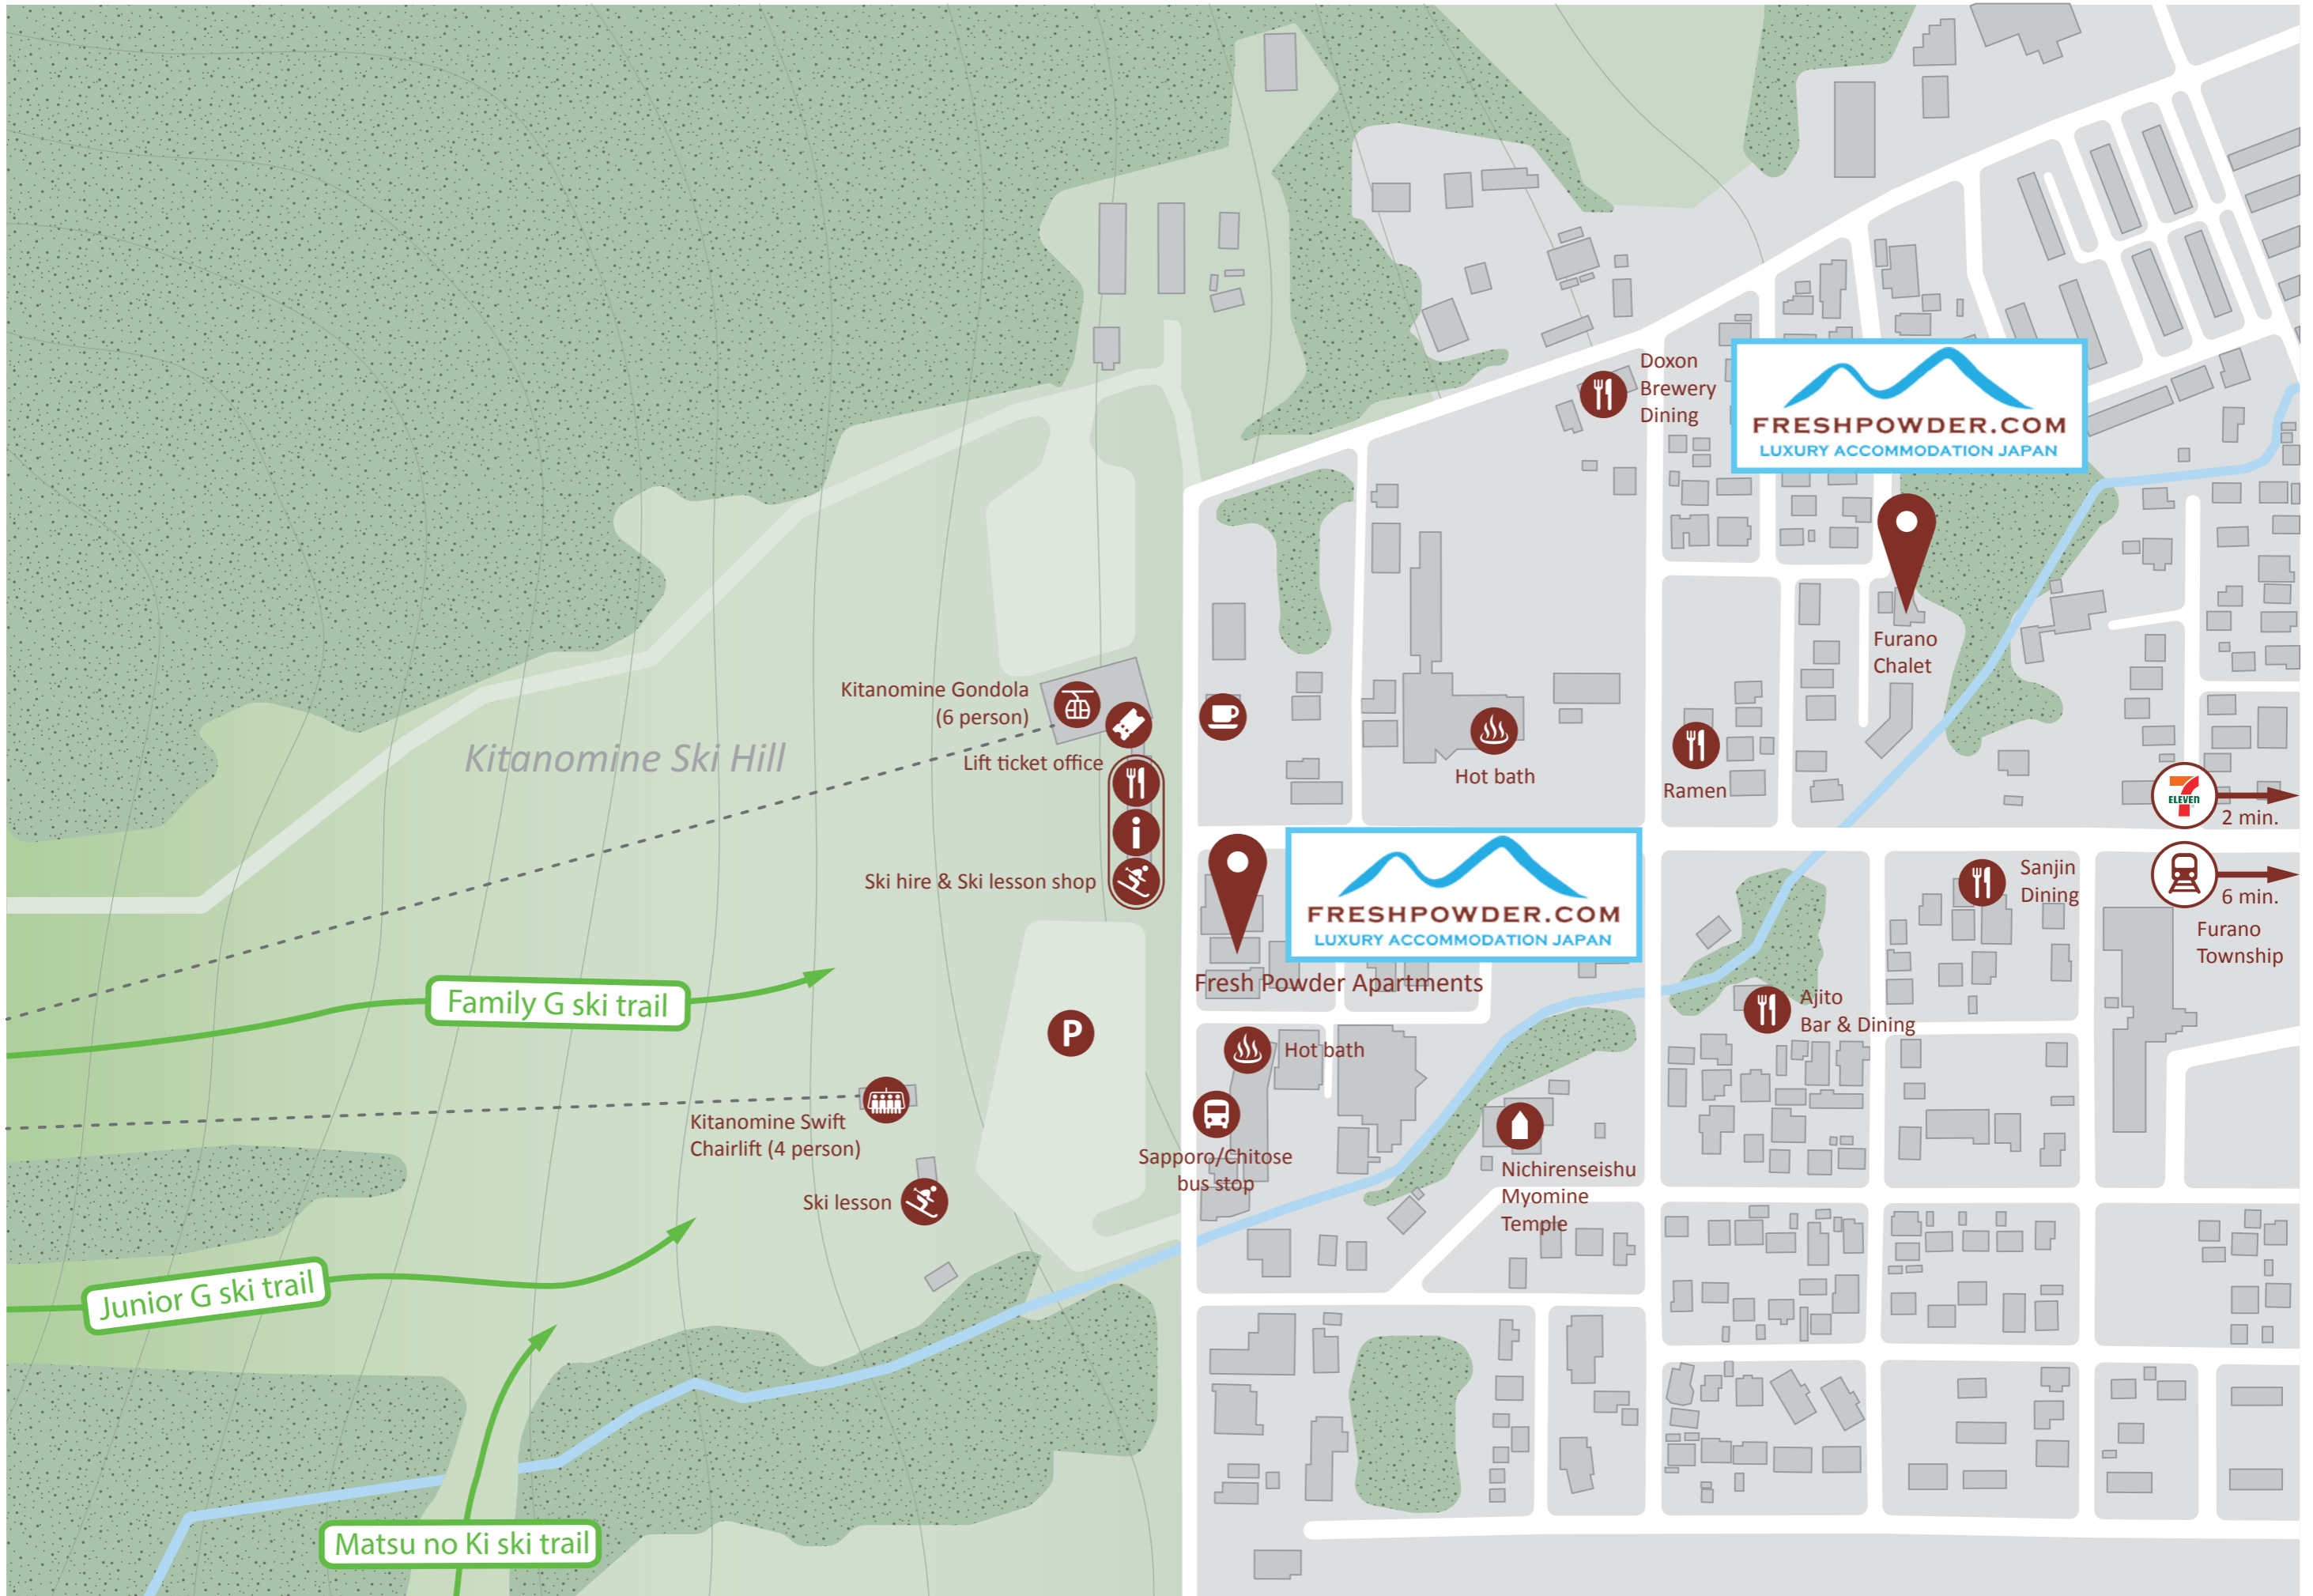 Doxon
Brewery
Dining
FRESHPOWDER.COM
LUXURY ACCOMMODATION JAPAN
Furano
Chalet
Kitanomine Gondola
(6 person)
Kitanomine Ski Hill
Lift ticket office
Hot bath
Ramen
7
ELEVEN
2 min.
i
Ski hire & Ski lesson shop
FRESHPOWDER.COM
LUXURY ACCOMMODATION JAPAN
Sanjin
Dining
6 min.
Furano
Township
Fresh Powder Apartments
Family G ski trail
Ajito
Bar & Dining
P
Hot bath
Kitanomine Swift
Chairlift (4 person)
Sapporo/Chitose
bus stop
Nichirenseishu
Myomine
Temple
Ski lesson
Junior G ski trail
Matsu no Ki ski trail